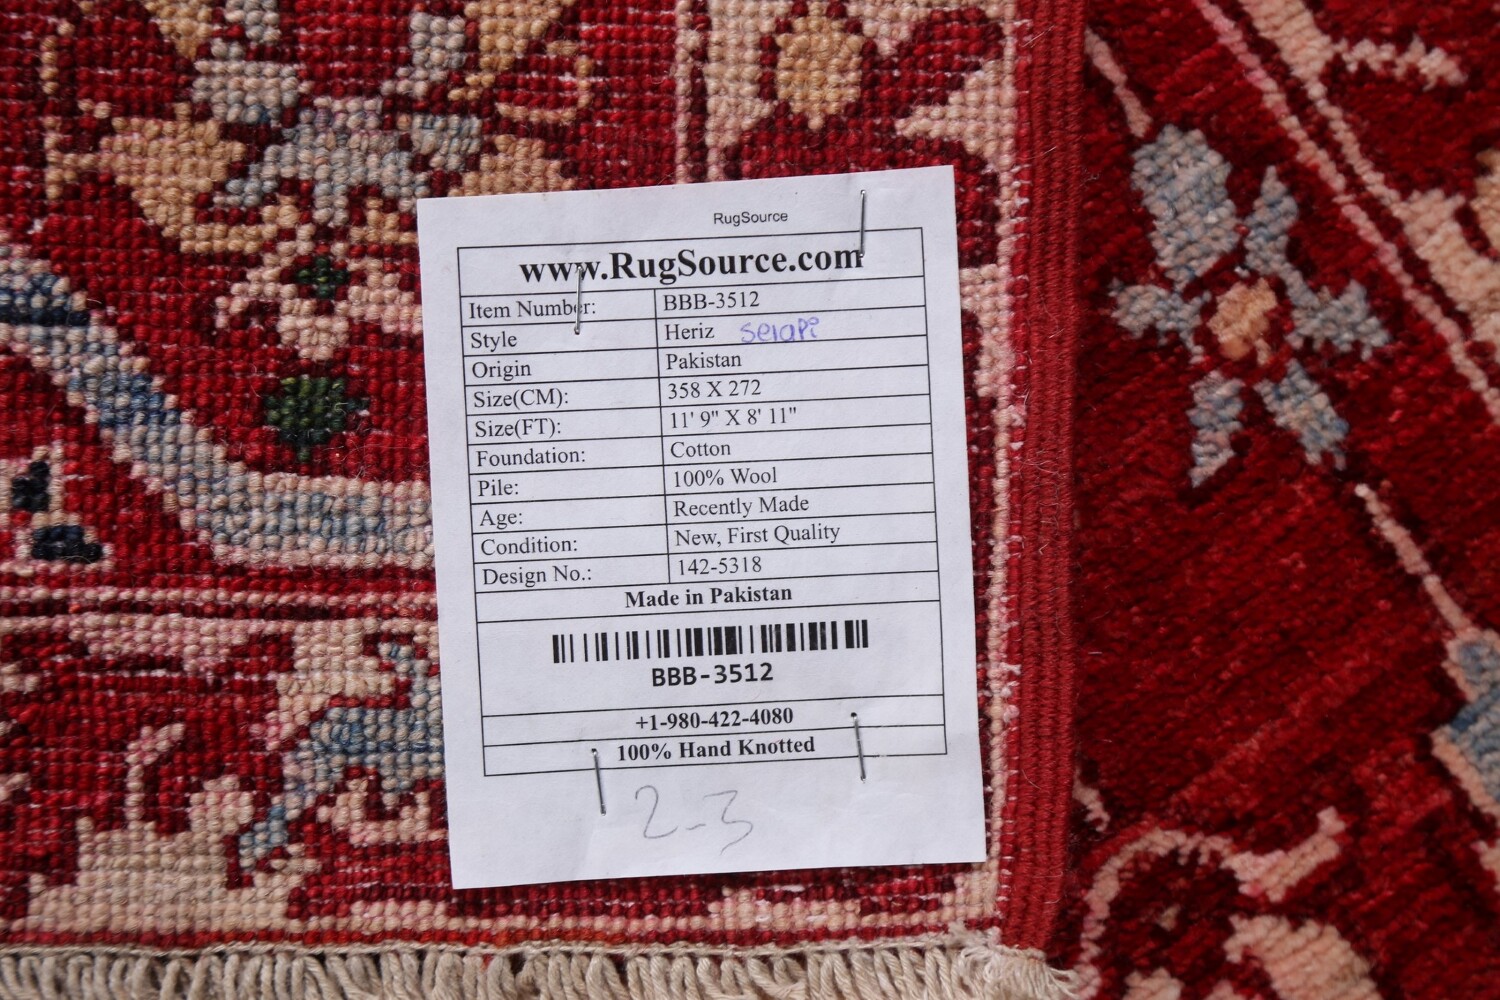 RugSource
www.RugSource.com
Item Number: BBB-3512
Style Heriz serapi
Origin Pakistan
Size(CM): 358 X 272
Size(FT): 11' 9" X 8' 11"
Foundation: Cotton
Pile: 100% Wool
Age: Recently Made
Condition: New, First Quality
Design No.: 142-5318
Made in Pakistan
BBB-3512
+1-980-422-4080
100% Hand Knotted
2-3